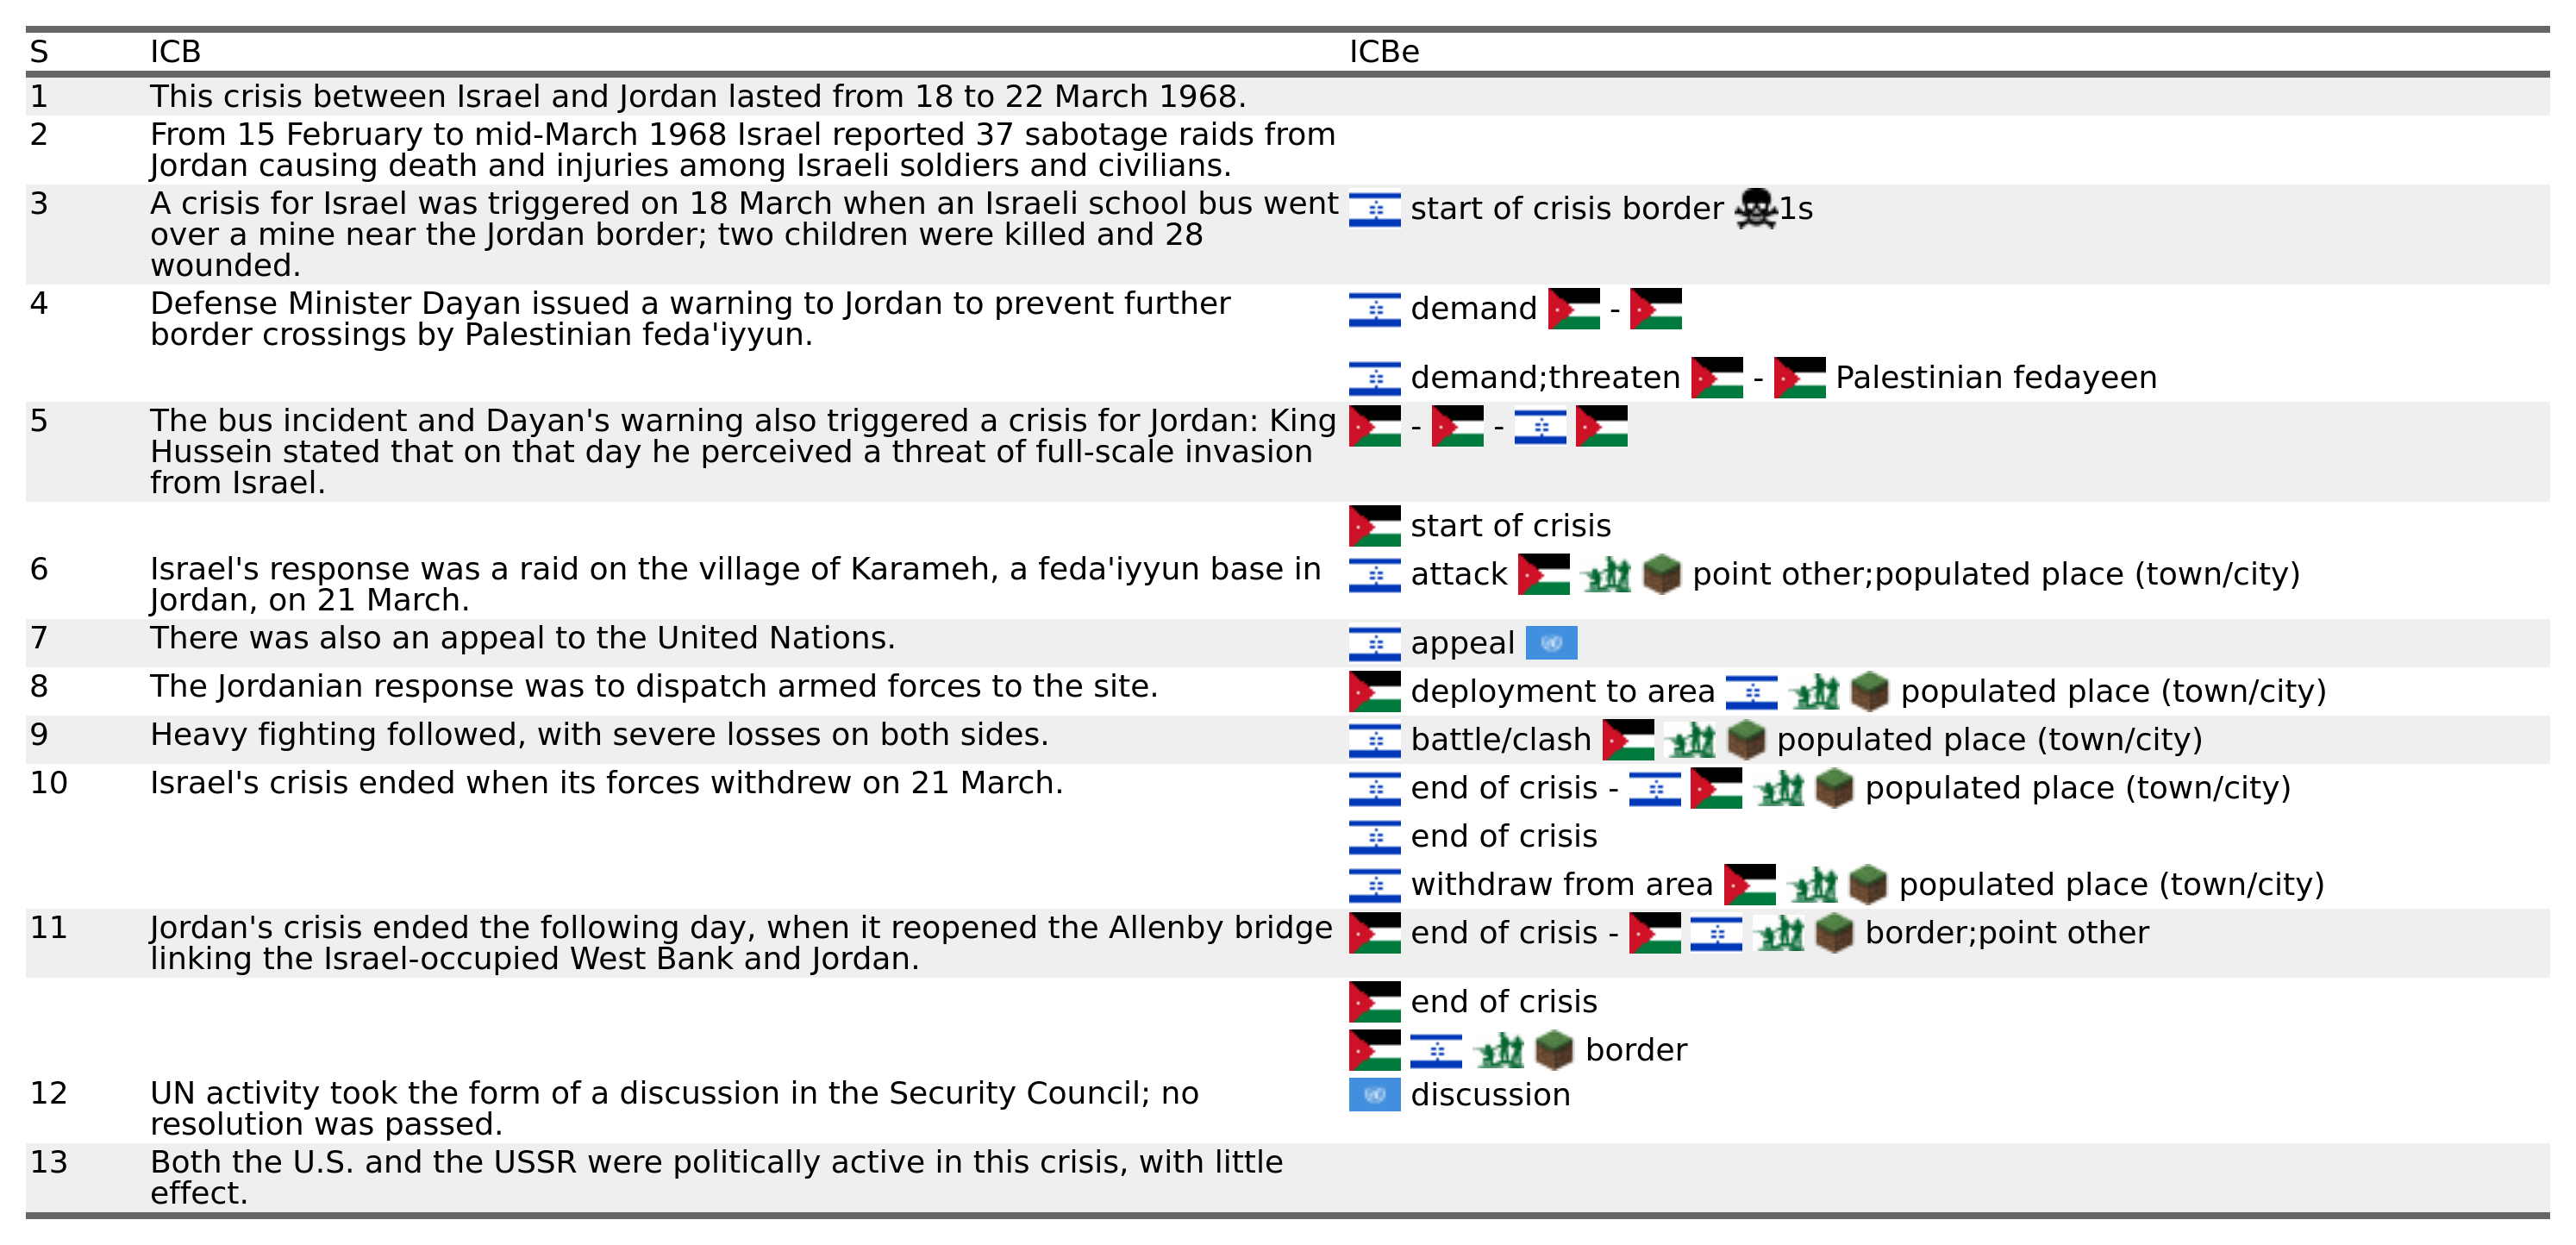 S ICB ICBe
1 This crisis between Israel and Jordan lasted from 18 to 22 March 1968.
2 From 15 February to mid-March 1968 Israel reported 37 sabotage raids from
Jordan causing death and injuries among Israeli soldiers and civilians.
3 A crisis for Israel was triggered on 18 March when an Israeli school bus went
over a mine near the Jordan border; two children were killed and 28
wounded.
start of crisis border 1s
4 Defense Minister Dayan issued a warning to Jordan to prevent further
border crossings by Palestinian feda'iyyun.
demand -
demand;threaten - Palestinian fedayeen
5 The bus incident and Dayan's warning also triggered a crisis for Jordan: King
Hussein stated that on that day he perceived a threat of full-scale invasion
from Israel.
- -
start of crisis
6 Israel's response was a raid on the village of Karameh, a feda'iyyun base in
Jordan, on 21 March.
attack point other;populated place (town/city)
7 There was also an appeal to the United Nations.
appeal
8 The Jordanian response was to dispatch armed forces to the site.
deployment to area populated place (town/city)
9 Heavy fighting followed, with severe losses on both sides.
battle/clash populated place (town/city)
10 Israel's crisis ended when its forces withdrew on 21 March.
end of crisis - populated place (town/city)
end of crisis
withdraw from area populated place (town/city)
11 Jordan's crisis ended the following day, when it reopened the Allenby bridge
linking the Israel-occupied West Bank and Jordan.
end of crisis - border;point other
end of crisis
border
12 UN activity took the form of a discussion in the Security Council; no
resolution was passed.
discussion
13 Both the U.S. and the USSR were politically active in this crisis, with little
effect.